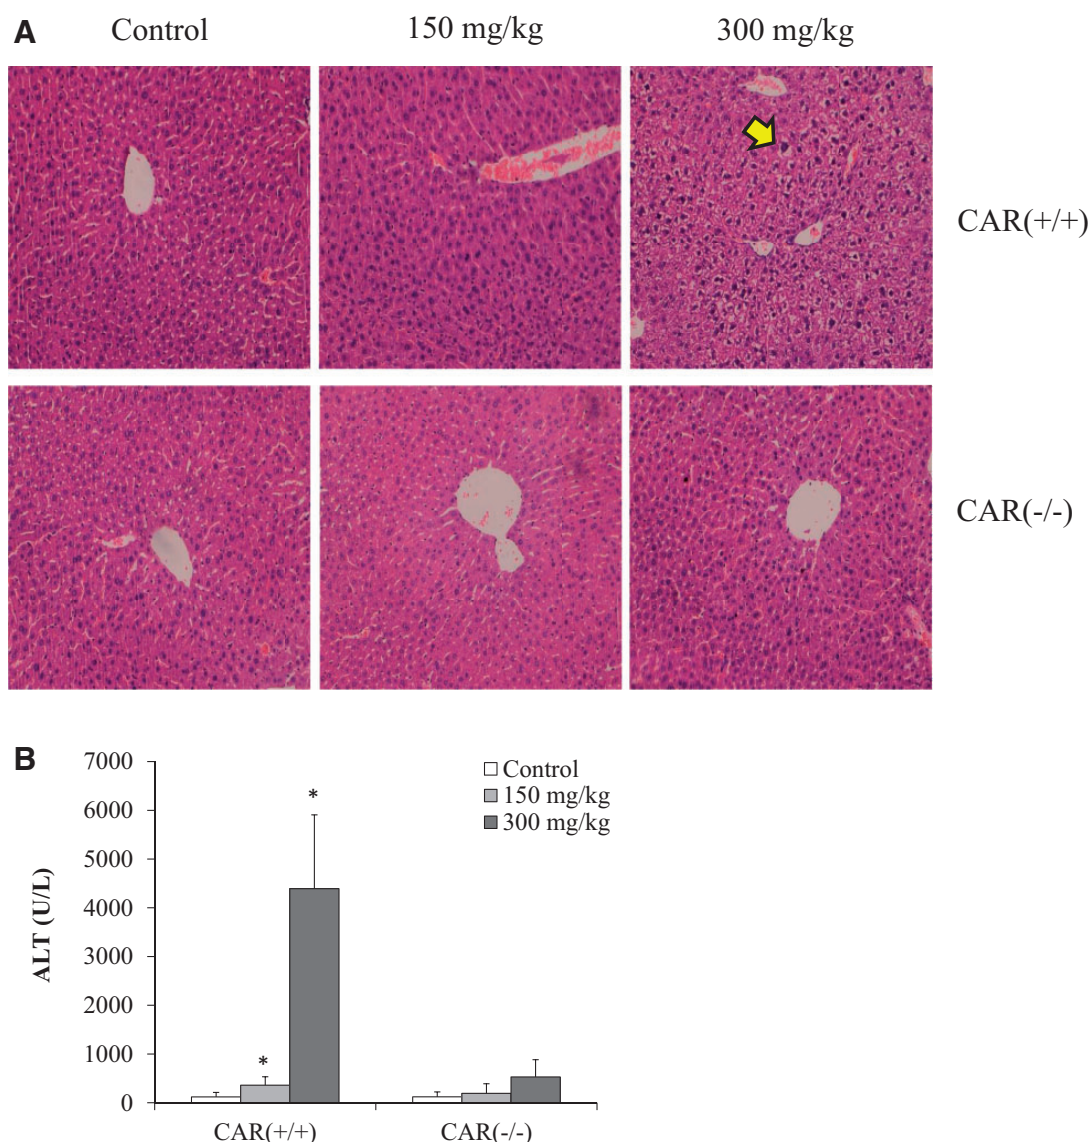 A
Control
150 mg/kg
300 mg/kg
CAR(+/+)
CAR(-/-)
B
7000
6000
5000
4000
3000
2000
1000
0
ALT (U/L)
*
*
Control
150 mg/kg
300 mg/kg
CAR(+/+)
CAR(-/-)